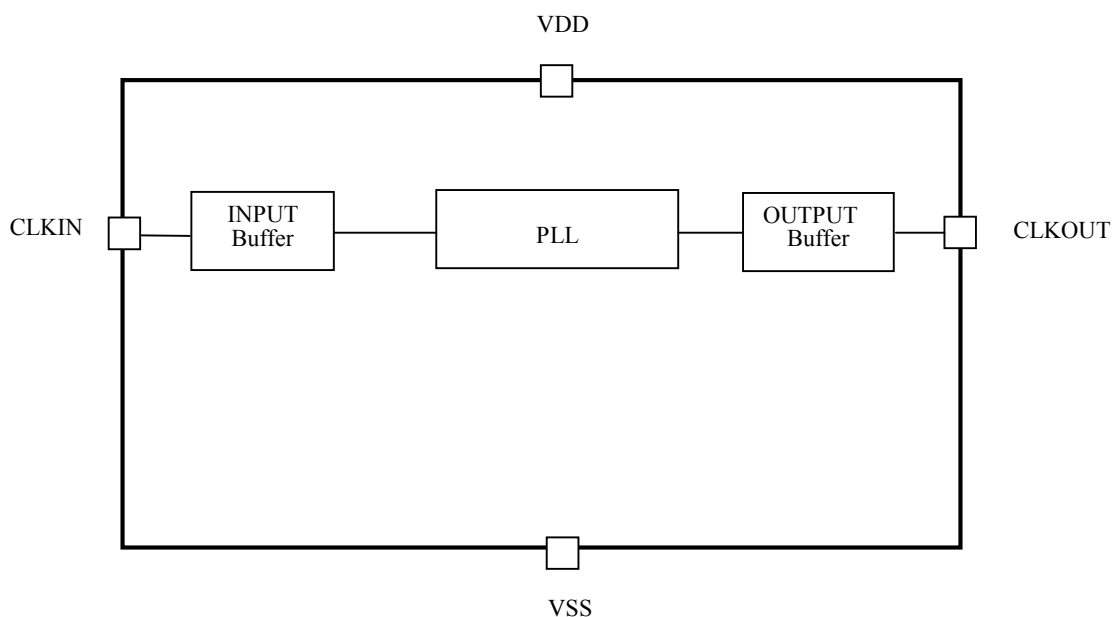 VDD
CLKIN
INPUT
Buffer
PLL
OUTPUT
Buffer
CLKOUT
VSS